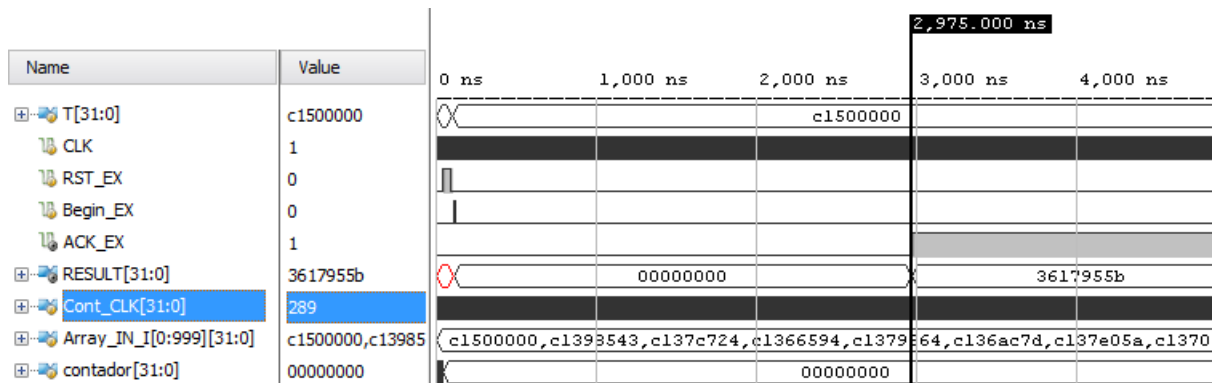 2,975.000 ns
Name Value 0 ns 1,000 ns 2,000 ns 3,000 ns 4,000 ns
T[31:0] c1500000 c1500000
CLK 1
RST_EX 0
Begin_EX 0
ACK_EX 1
RESULT[31:0] 3617955b 00000000 3617955b
Cont_CLK[31:0] 289
Array_IN_I[0:999][31:0] c1500000,c13985 c1500000,c1393543,c137c724,c1366594,c1379864,c136ac7d,c137e05a,c1370
contador[31:0] 00000000 00000000